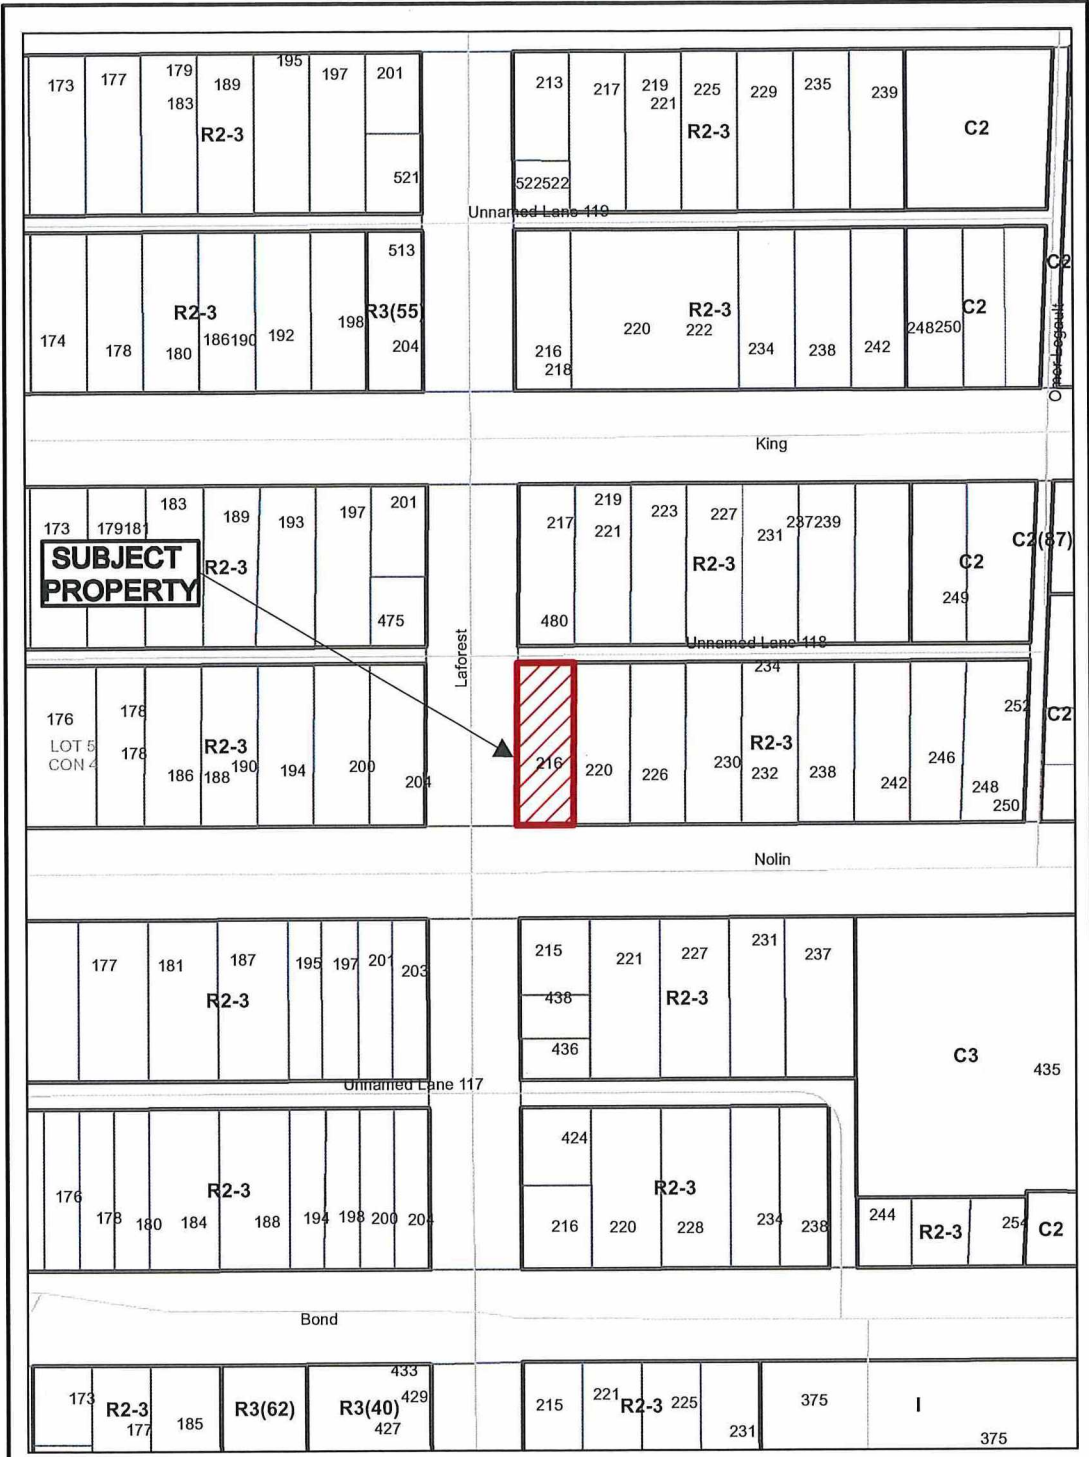 173 177 179 189 195 197 201
183
R2-3
521
213 217 219 225 229 235 239
221
R2-3
C2
522522
Unnamed Lane 119
513
R2-3
R3(55)
174 178 180 186190 192 198 204
R2-3
C2
C2
216 220 222 234 238 242 248250
218
Omer Legault
King
173 179181 183 189 193 197 201
SUBJECT
PROPERTY
R2-3
475
217 219 223 227 231 237239
221
R2-3
C2
C2(87)
249
480
Laforest
Unnamed Lane 118
176 178
LOT 5
CON 4
178
R2-3
186 188 190 194 200 204
216
234
252
C2
R2-3
220 226 230 232 238 242 246 248
250
Nolin
177 181 187 195 197 201 203
R2-3
215 221 227 231 237
438
R2-3
436
C3
435
Unnamed Lane 117
R2-3
176 178 180 184 188 194 198 200 204
424
R2-3
216 220 228 234 238
244 R2-3 254 C2
Bond
433
173 R2-3 R3(62) R3(40) 429
177 185 427
215 221 R2-3 225
231
375 I
375